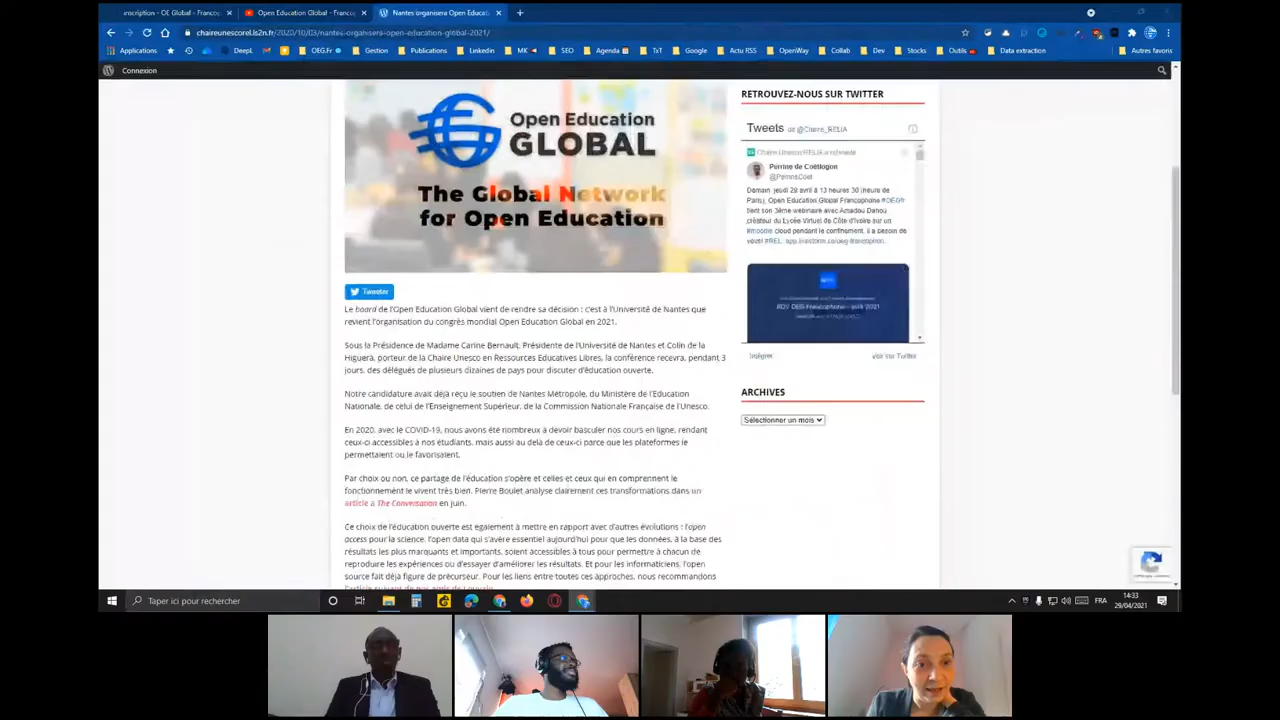 inscription - OE Global - Francop
Open Education Global - Francop
Nantes organisera Open Educati
chaireunescorel.ls2n.fr/2020/10/03/nantes-organisera-open-education-global-2021/
Applications
DeepL
OEG.Fr
Gestion
Publications
Linkedin
MK
SEO
Agenda
TxT
Google
Actu RSS
OpenWay
Collab
Dev
Stocks
Outils
Data extraction
Autres favoris
Connexion
Open Education
GLOBAL
The Global Network
for Open Education
Tweeter
Le board de l'Open Education Global vient de rendre sa décision : c'est à l'Université de Nantes que
revient l'organisation du congrès mondial Open Education Global en 2021.
Sous la Présidence de Madame Carine Bernault, Présidente de l'Université de Nantes et Colin de la
Higuera, porteur de la Chaire Unesco en Ressources Educatives Libres, la conférence recevra, pendant 3
jours, des délégués de plusieurs dizaines de pays pour discuter d'éducation ouverte.
Notre candidature avait déjà reçu le soutien de Nantes Métropole, du Ministère de l'Education
Nationale, de celui de l'Enseignement Supérieur, de la Commission Nationale Française de l'Unesco.
En 2020, avec le COVID-19, nous avons été nombreux à devoir basculer nos cours en ligne, rendant
ceux-ci accessibles à nos étudiants, mais aussi au delà de ceux-ci parce que les plateformes le
permettaient ou le favorisaient.
Par choix ou non, ce partage de l'éducation s'opère et celles et ceux qui en comprennent le
fonctionnement le vivent très bien. Pierre Boulet analyse clairement ces transformations dans un
article à The Conversation en juin.
Ce choix de l'éducation ouverte est également à mettre en rapport avec d'autres évolutions : l'open
access pour la science, l'open data qui s'avère essentiel aujourd'hui pour que les données, à la base des
résultats les plus marquants et importants, soient accessibles à tous pour permettre à chacun de
reproduire les expériences ou d'essayer d'améliorer les résultats. Et pour les informaticiens, l'open
source fait déjà figure de précurseur. Pour les liens entre toutes ces approches, nous recommandons
RETROUVEZ-NOUS SUR TWITTER
Tweets de @Chaire_RELIA
Chaire Unesco RELIA a retweeté
Perrine de Coëtlogon
@PerrineCoet
Demain jeudi 29 avril à 13 heures 30 (heure de
Paris), Open Education Global Francophone #OEGfr
tient son 3ème webinaire avec Amadou Dahou
créateur du Lycée Virtuel de Côte d'Ivoire sur un
#moodle cloud pendant le confinement. Il a besoin de
vous! #REL
Intégrer
Voir sur Twitter
ARCHIVES
Sélectionner un mois
Taper ici pour rechercher
FRA
14:33
29/04/2021